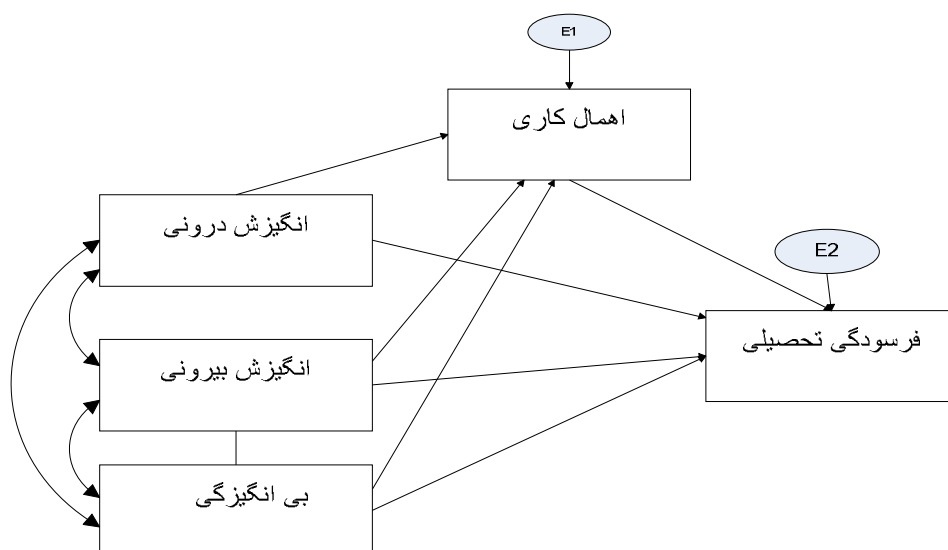 E1
اهمال کاری
انگیزش درونی
E2
فرسودگی تحصیلی
انگیزش بیرونی
بی انگیزگی